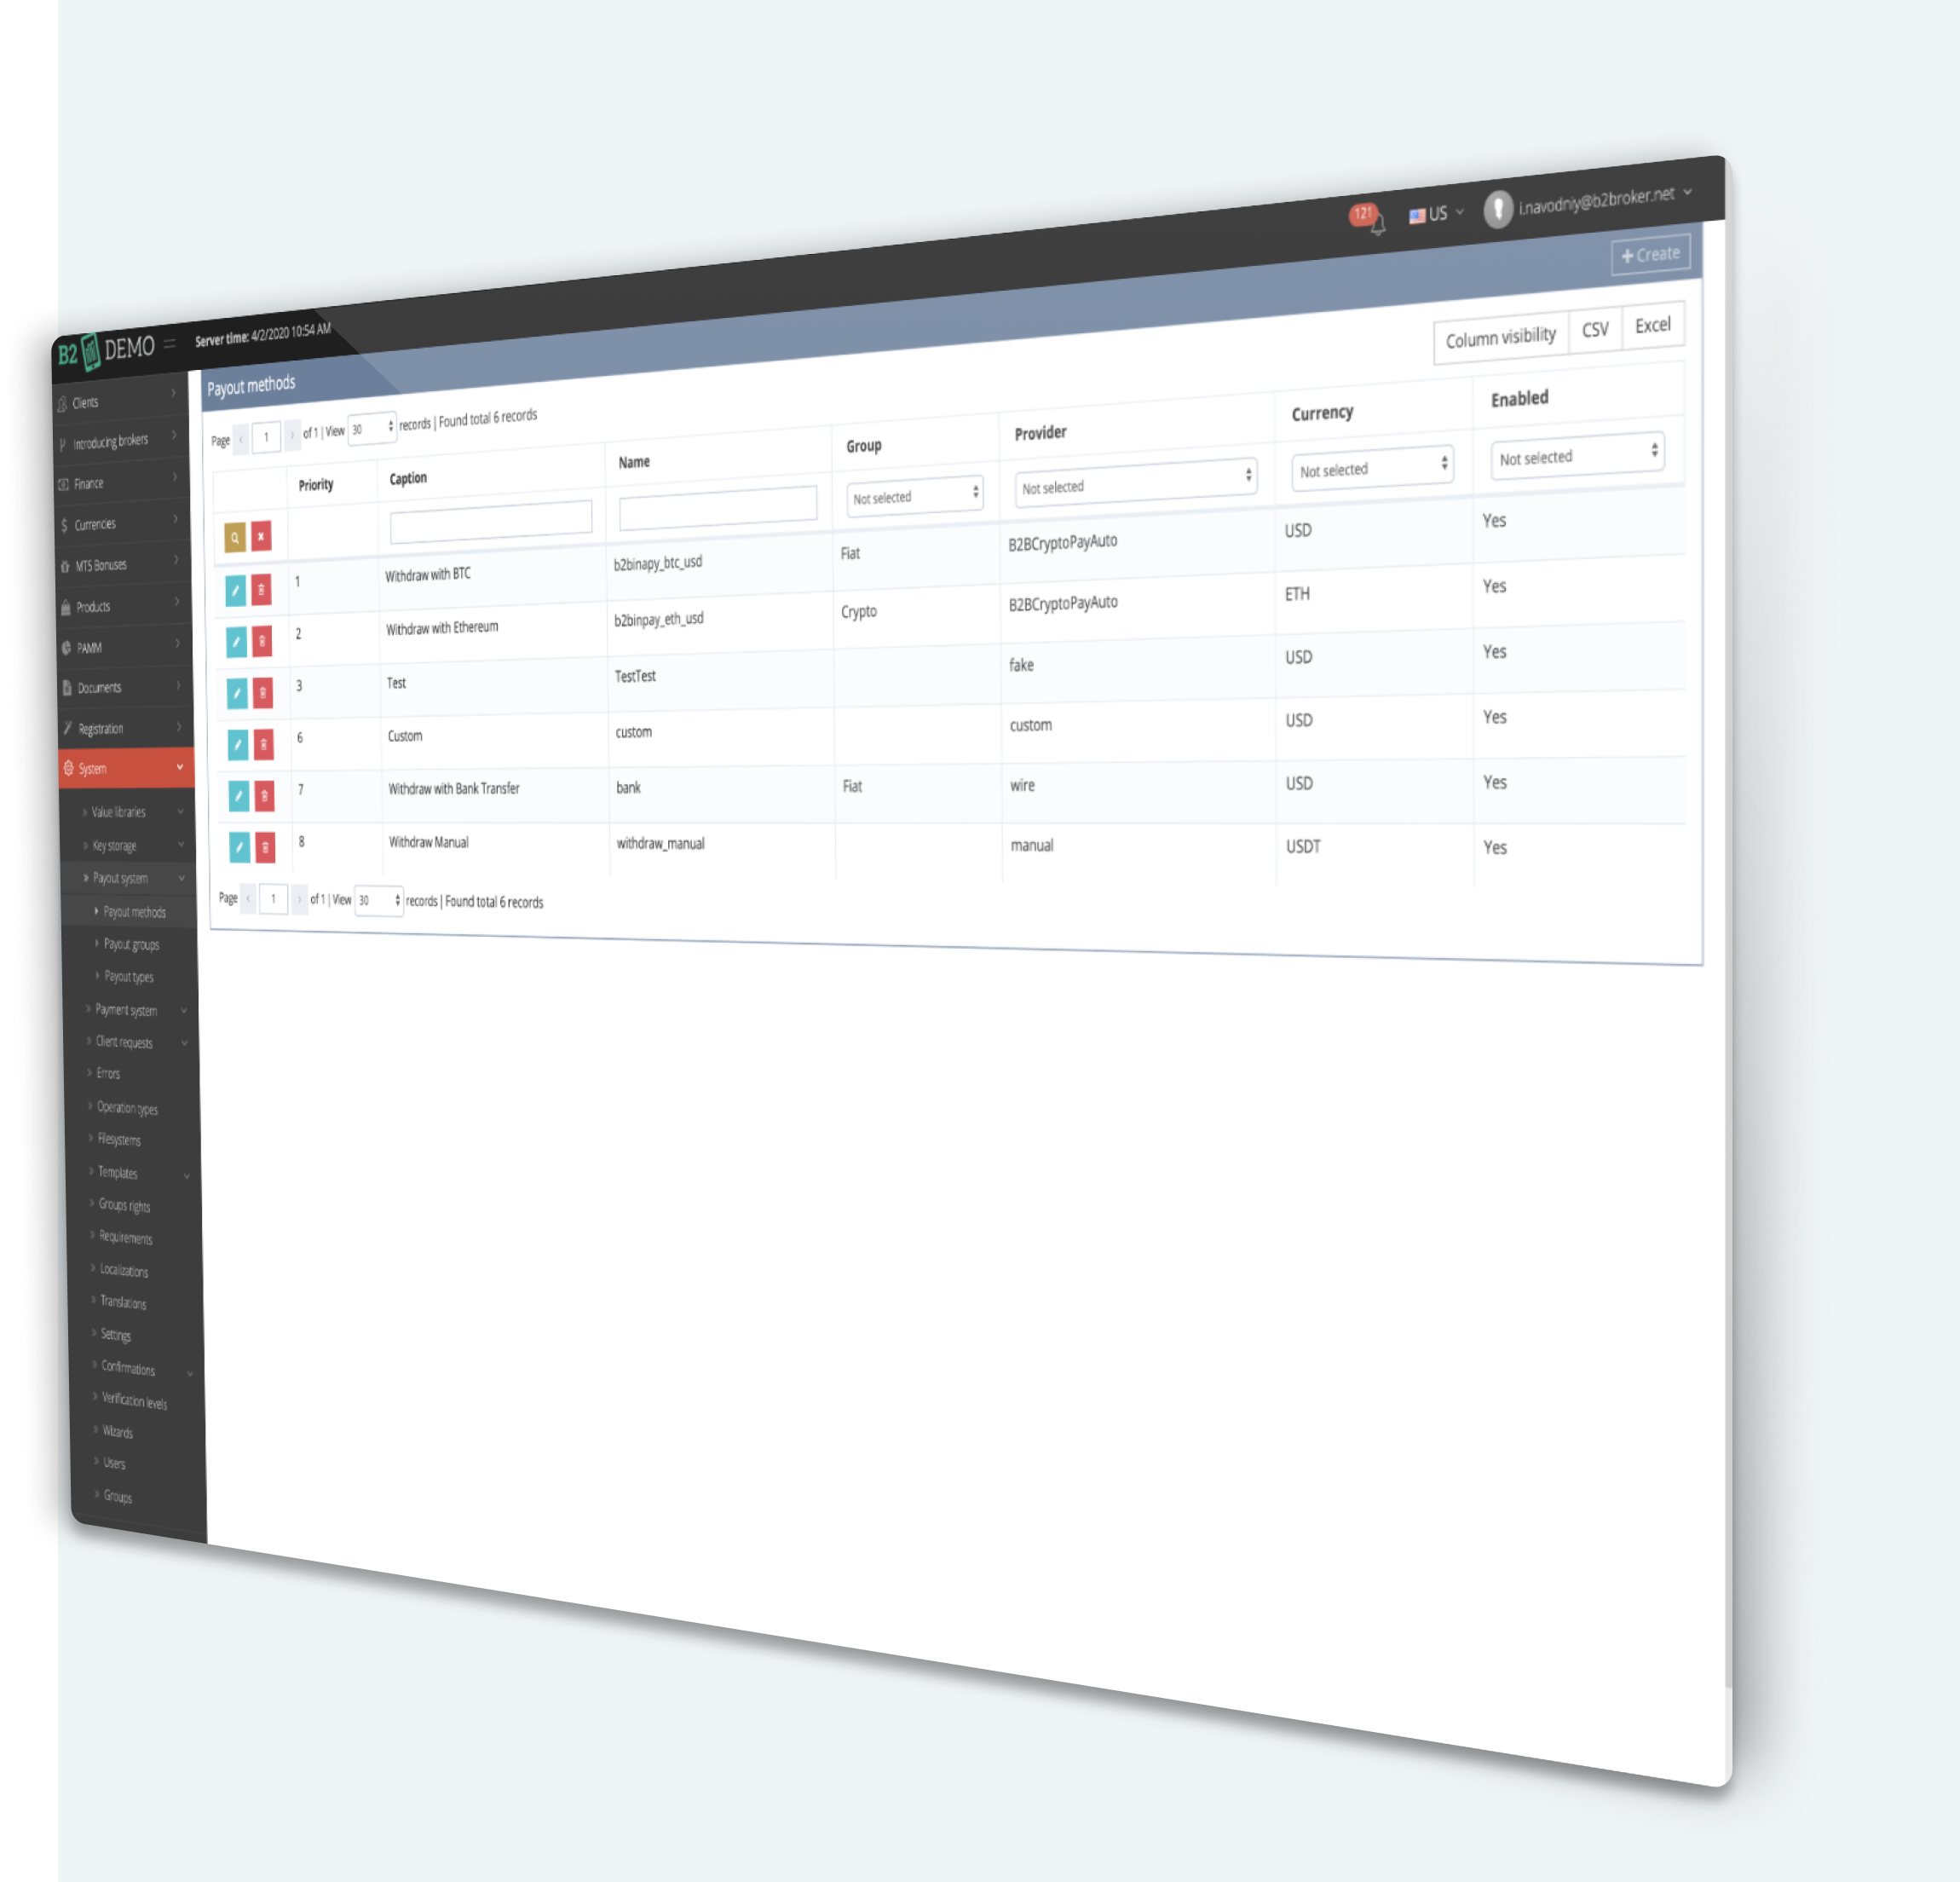 B2 DEMO
Server time: 4/2/2020 10:54 AM
121
US
i.navodniy@b2broker.net
Clients
Introducing brokers
Finance
Currencies
MT5 Bonuses
Products
PAMM
Documents
Registration
System
Value libraries
Key storage
Payout system
Payout methods
Payout groups
Payout types
Payment system
Client requests
Errors
Operation types
Filesystems
Templates
Groups rights
Requirements
Localizations
Translations
Settings
Confirmations
Verification levels
Wizards
Users
Groups
Payout methods
+ Create
Column visibility CSV Excel
Page 1 of 1 | View 30 records | Found total 6 records
Priority Caption Name Group Provider Currency Enabled
Not selected Not selected Not selected Not selected
1 Withdraw with BTC b2binapy_btc_usd Fiat B2BCryptoPayAuto USD Yes
2 Withdraw with Ethereum b2binpay_eth_usd Crypto B2BCryptoPayAuto ETH Yes
3 Test TestTest fake USD Yes
6 Custom custom custom USD Yes
7 Withdraw with Bank Transfer bank Fiat wire USD Yes
8 Withdraw Manual withdraw_manual manual USDT Yes
Page 1 of 1 | View 30 records | Found total 6 records